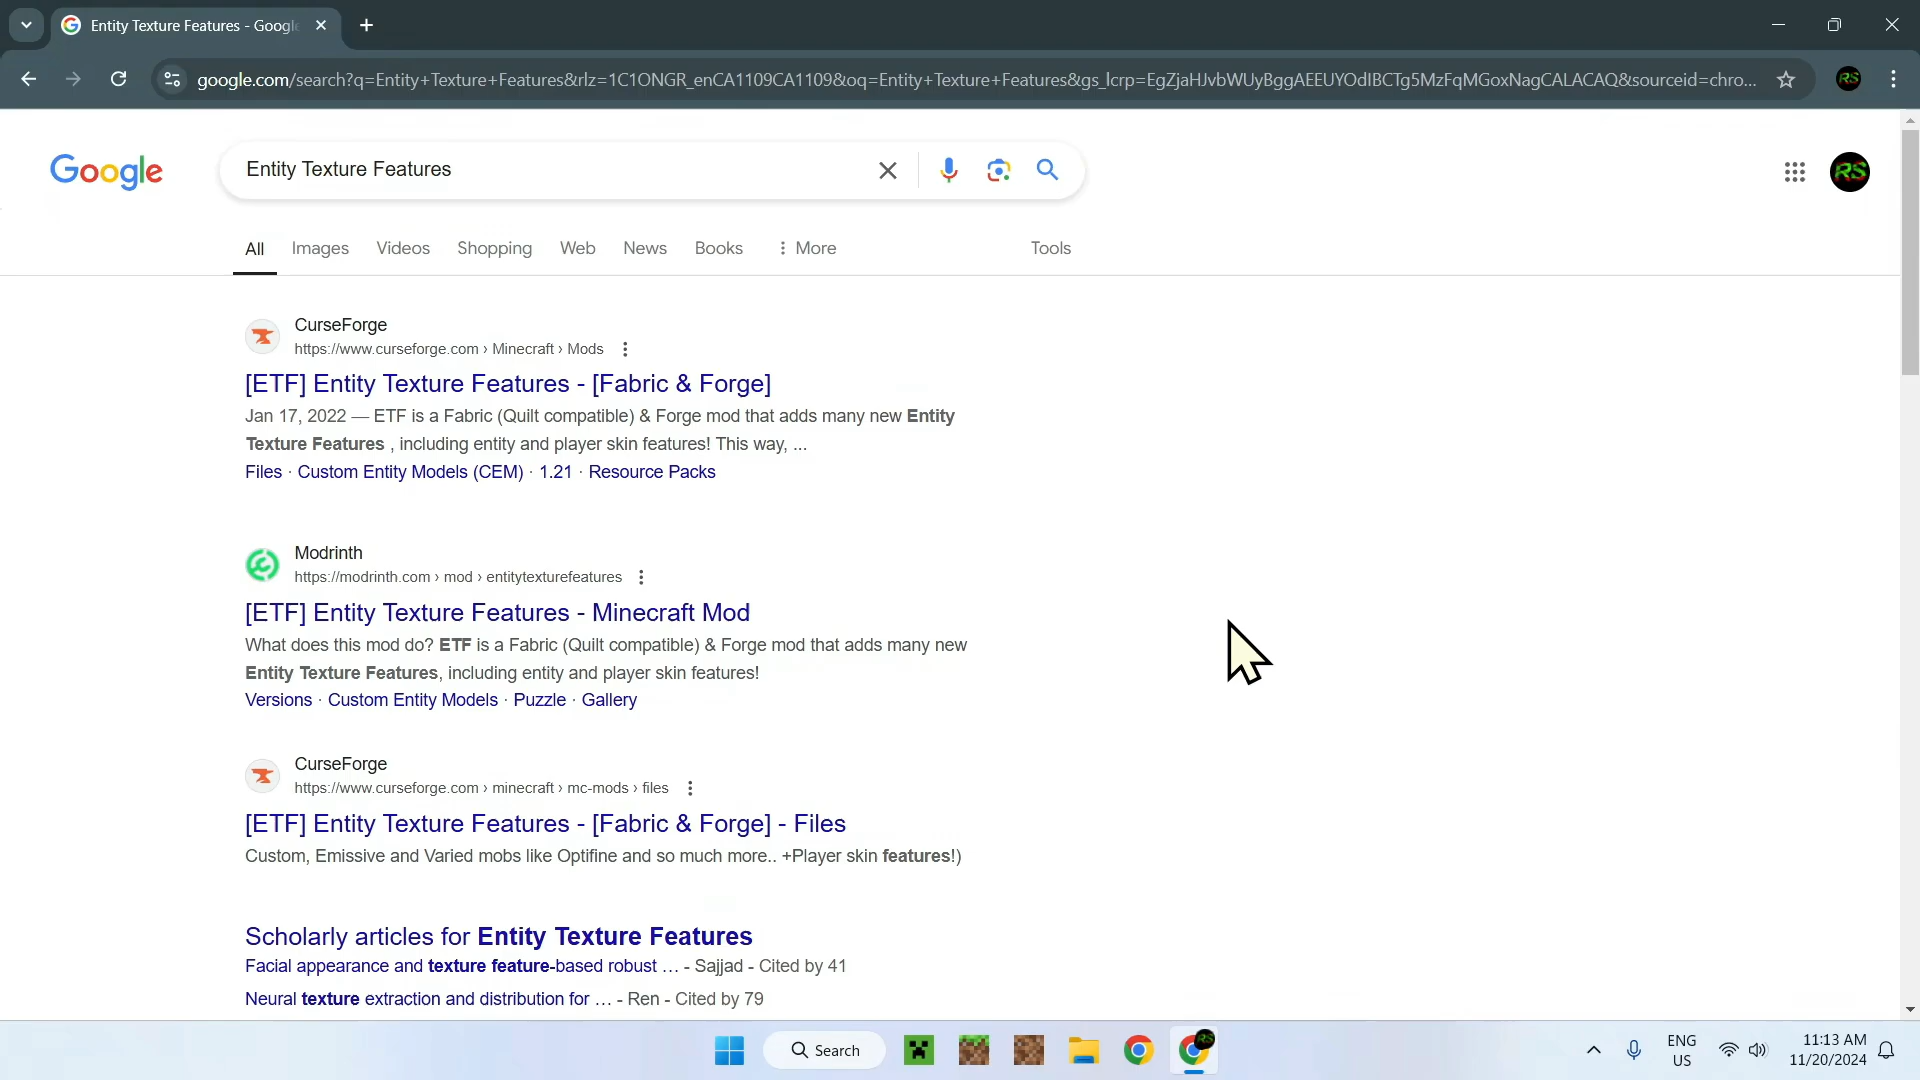 Entity Texture Features - Google
google.com/search?q=Entity+Texture+Features&rlz=1C1ONGR_enCA1109CA1109&oq=Entity+Texture+Features&gs_lcrp=EgZjaHJvbWUyBggAEEUYOdIBCTg5MzFqMGoxNagCALACAQ&sourceid=chro...
RS
Google
Entity Texture Features
RS
All Images Videos Shopping Web News Books More Tools
CurseForge
https://www.curseforge.com › Minecraft › Mods
[ETF] Entity Texture Features - [Fabric & Forge]
Jan 17, 2022 — ETF is a Fabric (Quilt compatible) & Forge mod that adds many new Entity
Texture Features , including entity and player skin features! This way, ...
Files · Custom Entity Models (CEM) · 1.21 · Resource Packs
Modrinth
https://modrinth.com › mod › entitytexturefeatures
[ETF] Entity Texture Features - Minecraft Mod
What does this mod do? ETF is a Fabric (Quilt compatible) & Forge mod that adds many new
Entity Texture Features, including entity and player skin features!
Versions · Custom Entity Models · Puzzle · Gallery
CurseForge
https://www.curseforge.com › minecraft › mc-mods › files
[ETF] Entity Texture Features - [Fabric & Forge] - Files
Custom, Emissive and Varied mobs like Optifine and so much more.. +Player skin features!)
Scholarly articles for Entity Texture Features
Facial appearance and texture feature-based robust ... - Sajjad - Cited by 41
Neural texture extraction and distribution for ... - Ren - Cited by 79
Search
RS
ENG
US
11:13 AM
11/20/2024